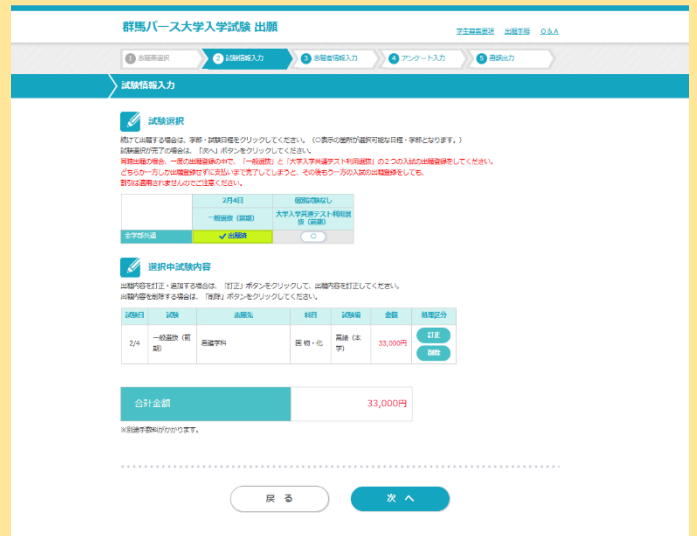 群馬パース大学入学試験 出願
学生募集要項 出願手順 Q&A
1 志願票選択 2 試験情報入力 3 志願者情報入力 4 アンケート入力 5 書類出力
試験情報入力
試験選択
続けて出願する場合は、学部・試験日程をクリックしてください。(○表示の箇所が選択可能な日程・学部となります。)
試験選択が完了の場合は、「次へ」ボタンをクリックしてください。
同時出願の場合、一度の出願登録の中で、「一般選抜」と「大学入学共通テスト利用選抜」の2つの入試の出願登録をしてください。
どちらか一方しか出願登録せずに支払いまで完了してしまうと、その後もう一方の入試の出願登録をしても、
割引は適用されませんのでご注意ください。
2月4日 個別試験なし
一般選抜(前期) 大学入学共通テスト利用選
抜(前期)
全学部共通 ✓出願済 ○
選択中試験内容
出願内容を訂正・追加する場合は、「訂正」ボタンをクリックして、出願内容を訂正してください。
出願内容を削除する場合は、「削除」ボタンをクリックしてください。
試験日 試験 出願先 科目 試験場 金額 処理区分
2/4 一般選抜(前
期) 看護学科 国 物・化 高崎(本
学) 33,000円 訂正
削除
合計金額 33,000円
※別途手数料がかかります。
戻 る 次 へ